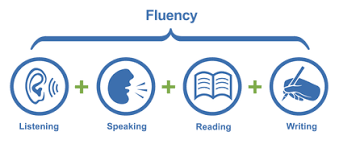 Fluency
Listening + Speaking + Reading + Writing